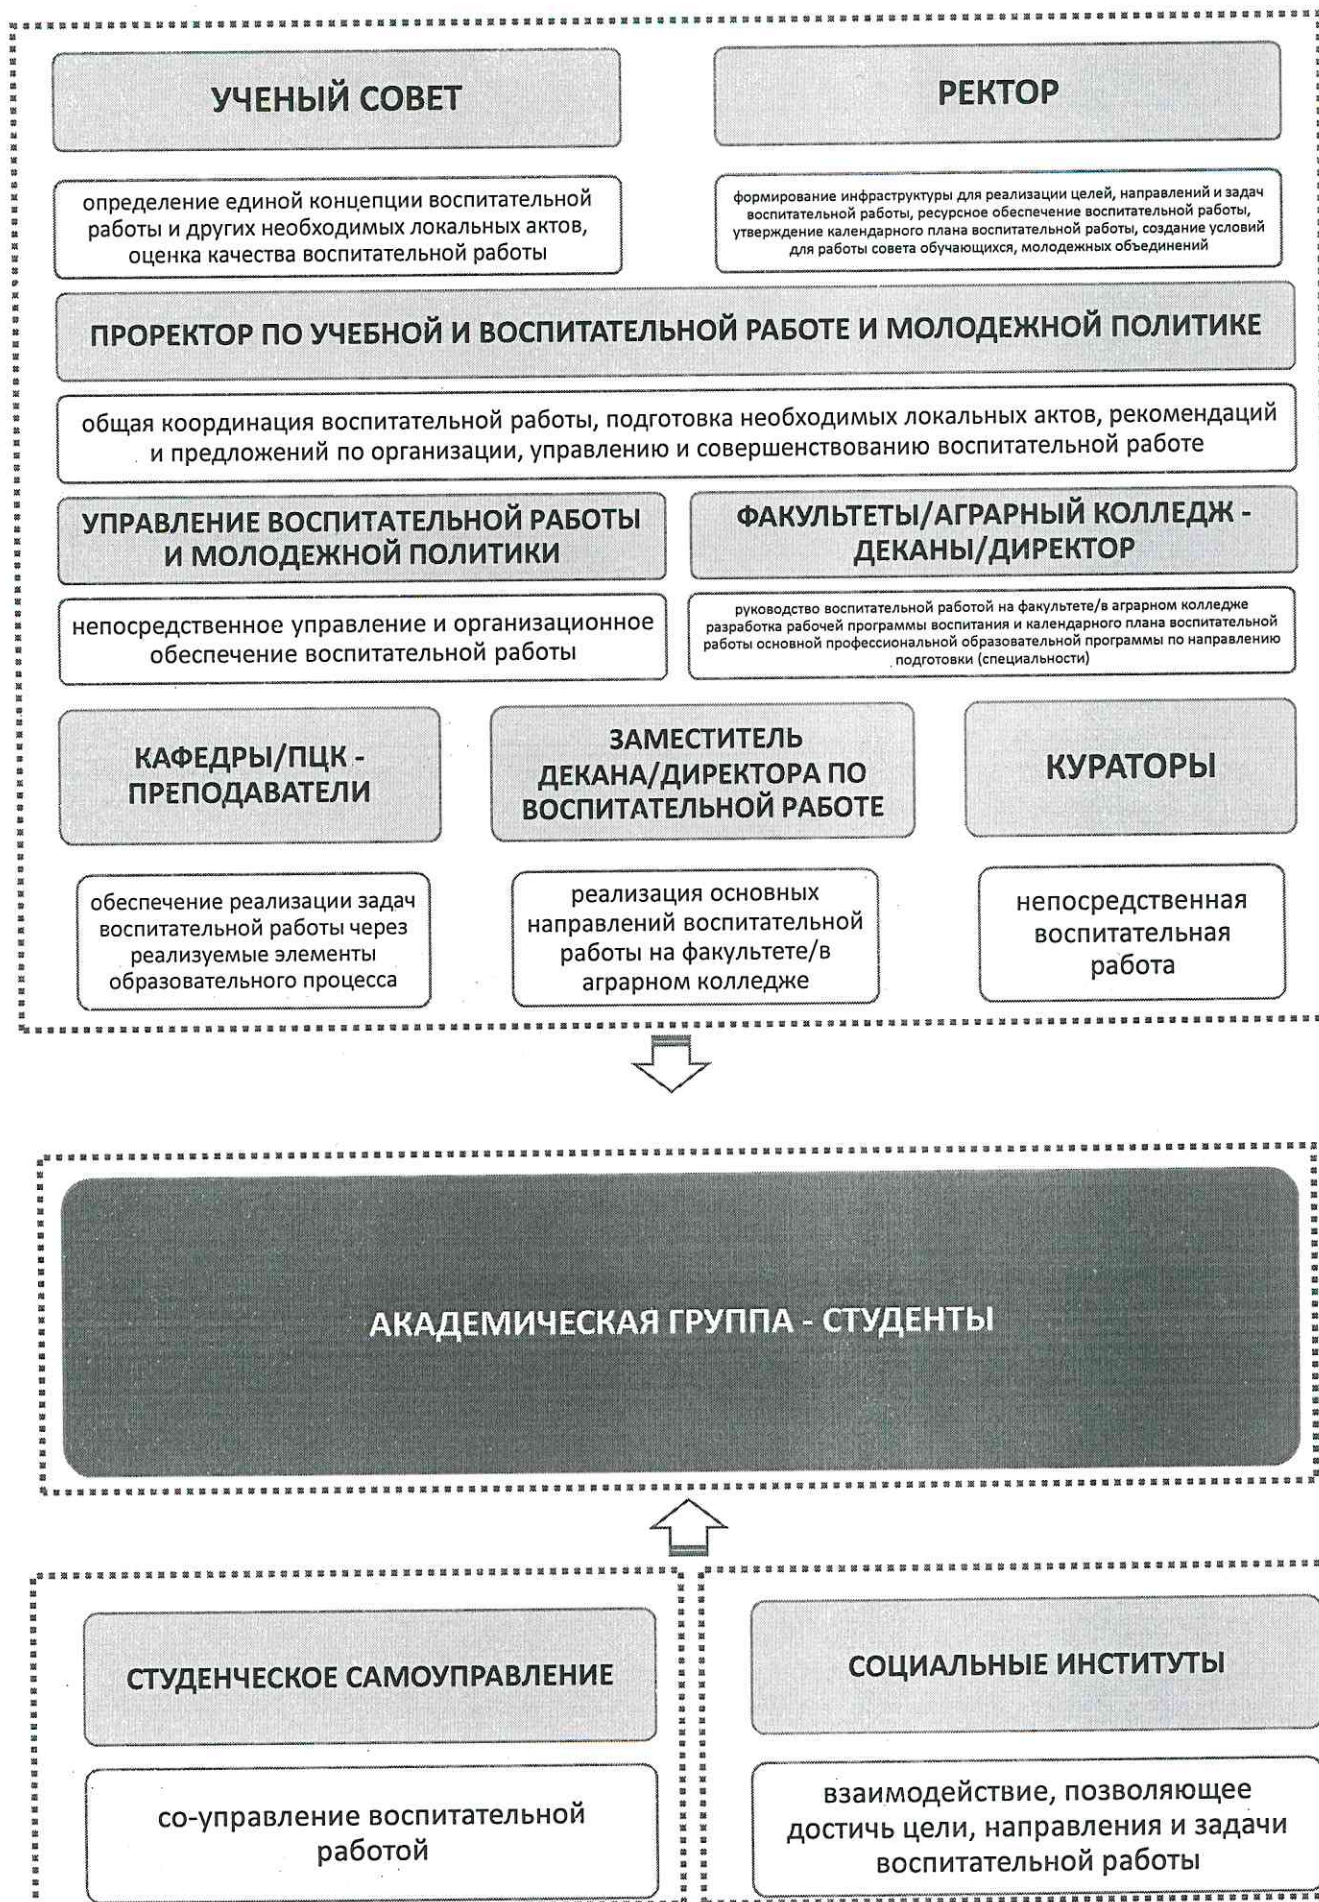 УЧЕНЫЙ СОВЕТ
РЕКТОР
определение единой концепции воспитательной
работы и других необходимых локальных актов,
оценка качества воспитательной работы
формирование инфраструктуры для реализации целей, направлений и задач
воспитательной работы, ресурсное обеспечение воспитательной работы,
утверждение календарного плана воспитательной работы, создание условий
для работы совета обучающихся, молодежных объединений
ПРОРЕКТОР ПО УЧЕБНОЙ И ВОСПИТАТЕЛЬНОЙ РАБОТЕ И МОЛОДЕЖНОЙ ПОЛИТИКЕ
общая координация воспитательной работы, подготовка необходимых локальных актов, рекомендаций
и предложений по организации, управлению и совершенствованию воспитательной работе
УПРАВЛЕНИЕ ВОСПИТАТЕЛЬНОЙ РАБОТЫ
И МОЛОДЕЖНОЙ ПОЛИТИКИ
ФАКУЛЬТЕТЫ/АГРАРНЫЙ КОЛЛЕДЖ -
ДЕКАНЫ/ДИРЕКТОР
непосредственное управление и организационное
обеспечение воспитательной работы
руководство воспитательной работой на факультете/в аграрном колледже
разработка рабочей программы воспитания и календарного плана воспитательной
работы основной профессиональной образовательной программы по направлению
подготовки (специальности)
КАФЕДРЫ/ПЦК -
ПРЕПОДАВАТЕЛИ
ЗАМЕСТИТЕЛЬ
ДЕКАНА/ДИРЕКТОРА ПО
ВОСПИТАТЕЛЬНОЙ РАБОТЕ
КУРАТОРЫ
обеспечение реализации задач
воспитательной работы через
реализуемые элементы
образовательного процесса
реализация основных
направлений воспитательной
работы на факультете/в
аграрном колледже
непосредственная
воспитательная
работа
АКАДЕМИЧЕСКАЯ ГРУППА - СТУДЕНТЫ
СТУДЕНЧЕСКОЕ САМОУПРАВЛЕНИЕ
СОЦИАЛЬНЫЕ ИНСТИТУТЫ
со-управление воспитательной
работой
взаимодействие, позволяющее
достичь цели, направления и задачи
воспитательной работы